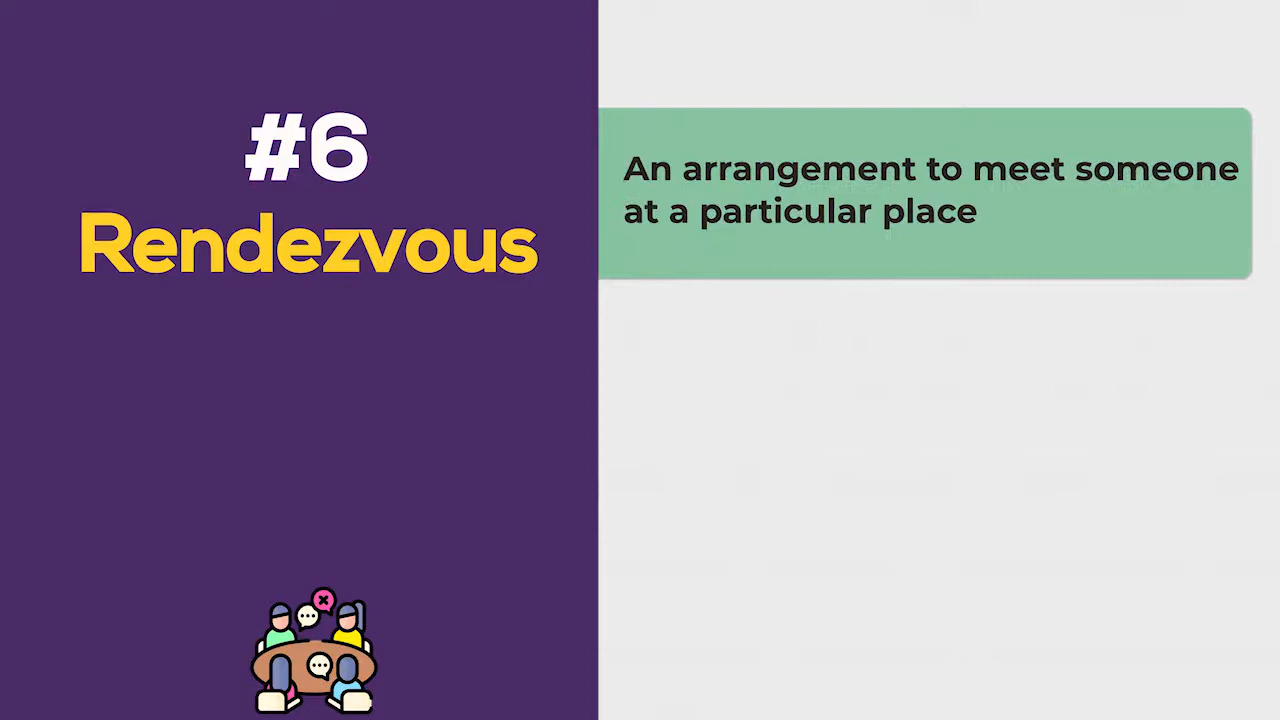 #6
Rendezvous
An arrangement to meet someone
at a particular place